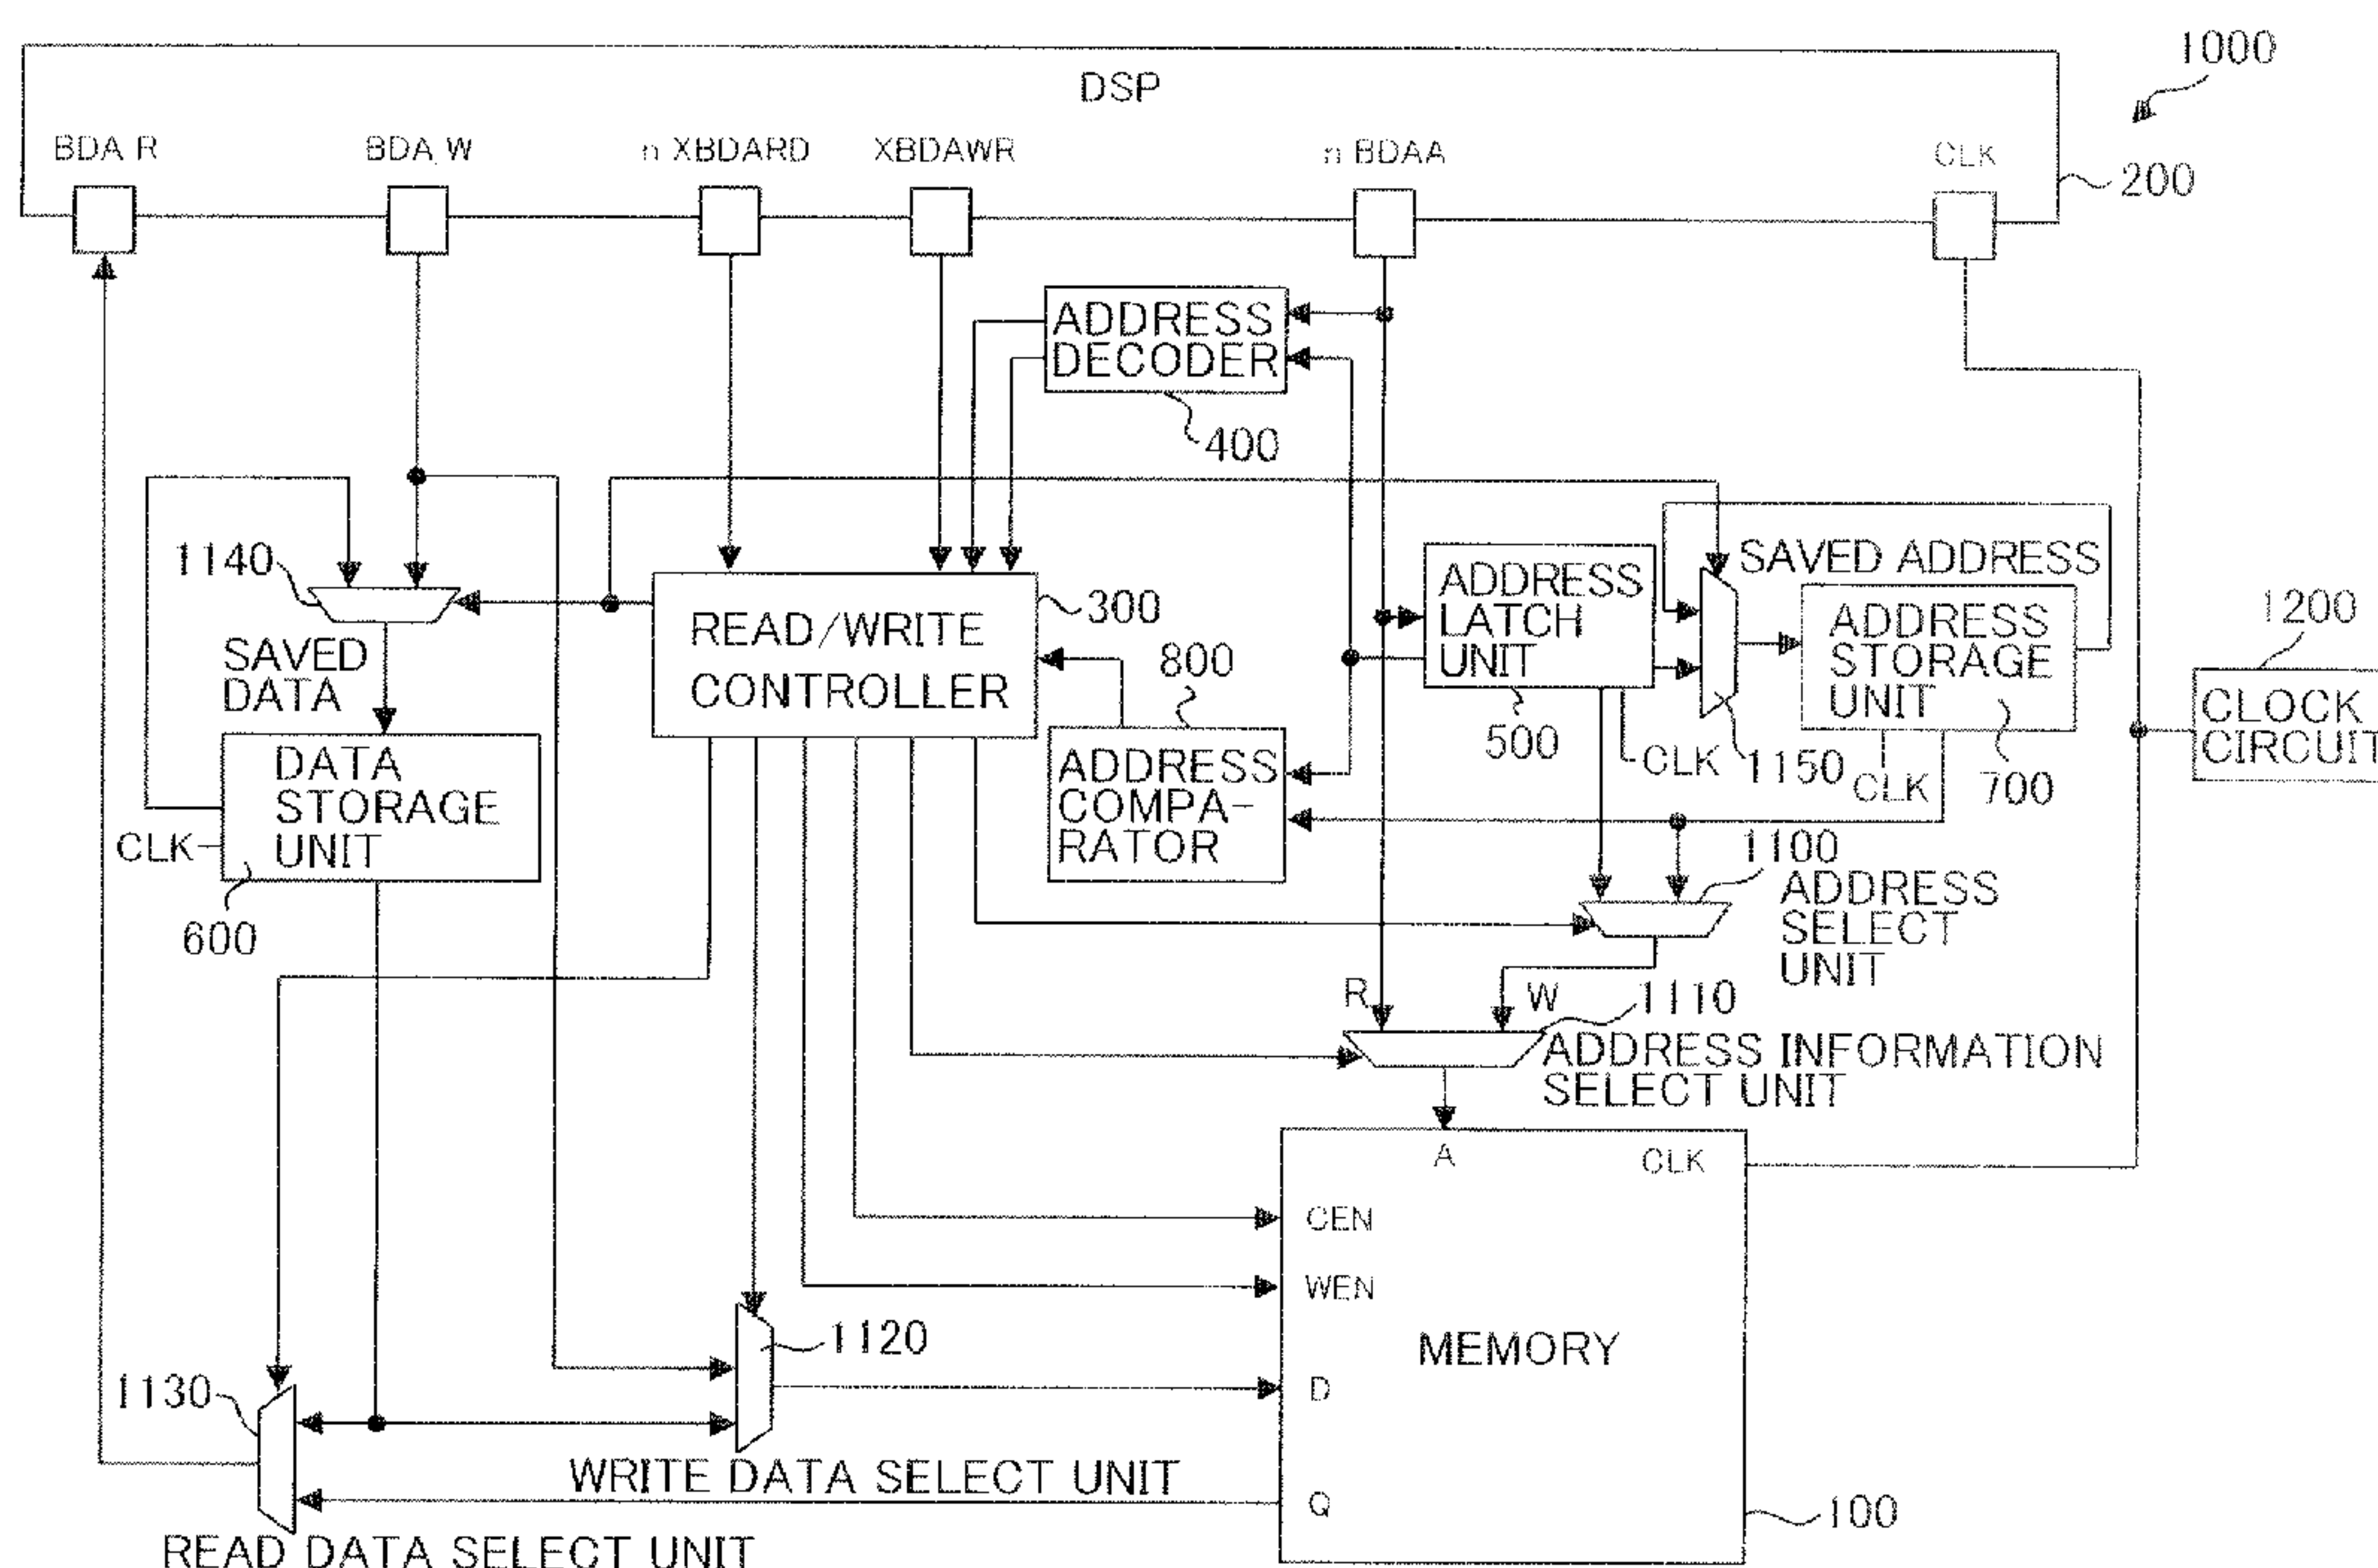 1000
DSP
BDA R
BDA W
n XBDARD
XBDAWR
n BDAA
CLK
200
ADDRESS
DECODER
400
1140
SAVED
DATA
READ/WRITE
CONTROLLER
300
800
ADDRESS
LATCH
UNIT
500
CLK
1150
SAVED ADDRESS
ADDRESS
STORAGE
UNIT
CLK
700
1200
CLOCK
CIRCUIT
DATA
STORAGE
UNIT
CLK
600
ADDRESS
COMPA-
RATOR
1100
ADDRESS
SELECT
UNIT
R
W
1110
ADDRESS INFORMATION
SELECT UNIT
A
CLK
CEN
WEN
MEMORY
D
Q
100
1120
1130
WRITE DATA SELECT UNIT
READ DATA SELECT UNIT